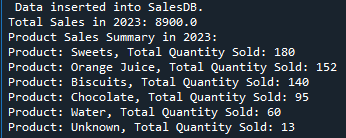 Data inserted into SalesDB.
Total Sales in 2023: 8900.0
Product Sales Summary in 2023:
Product: Sweets, Total Quantity Sold: 180
Product: Orange Juice, Total Quantity Sold: 152
Product: Biscuits, Total Quantity Sold: 140
Product: Chocolate, Total Quantity Sold: 95
Product: Water, Total Quantity Sold: 60
Product: Unknown, Total Quantity Sold: 13